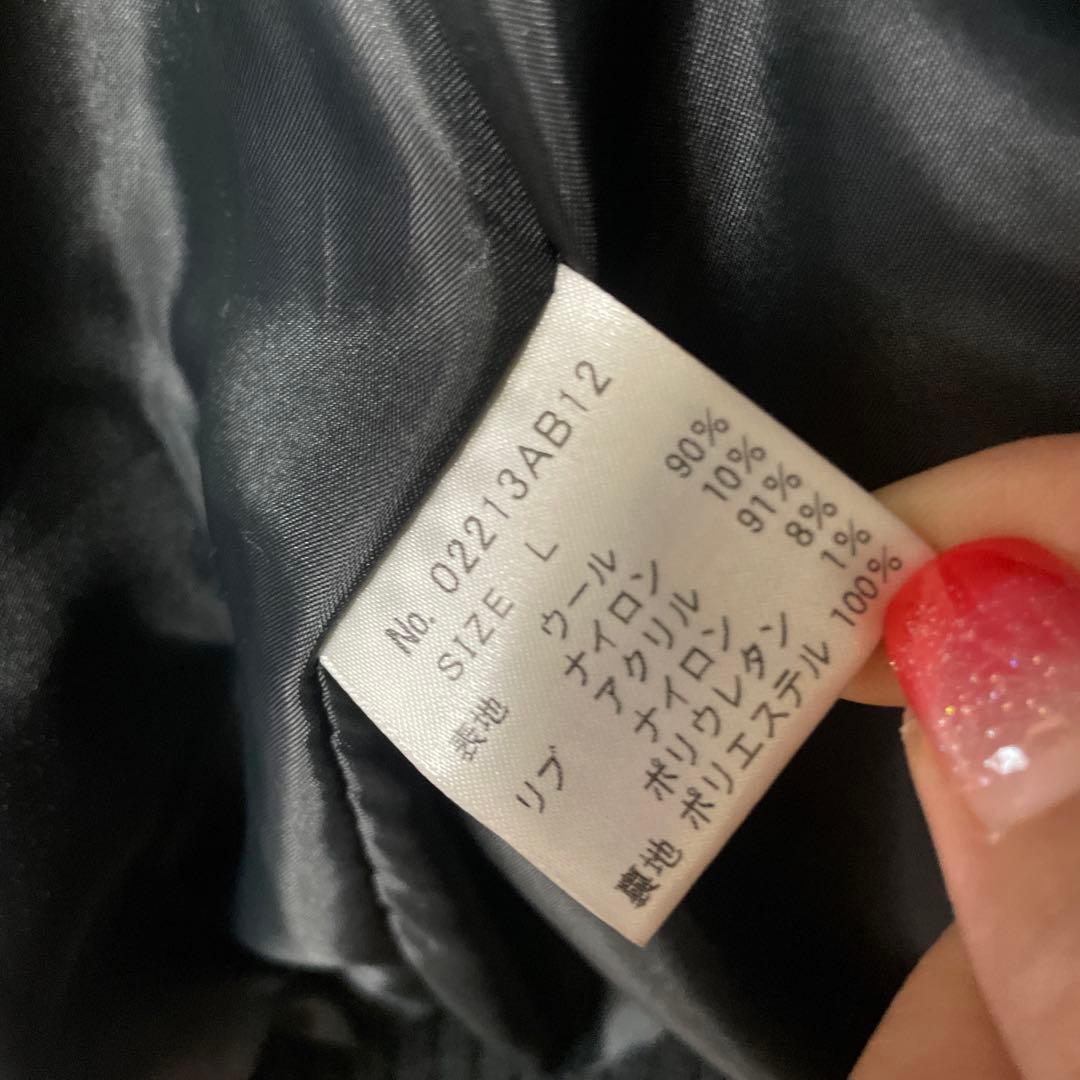 No. 02213AB12
SIZE L
表地 ウール 90%
ナイロン 10%
リブ アクリル 91%
ナイロン 8%
ポリウレタン 1%
裏地 ポリエステル 100%